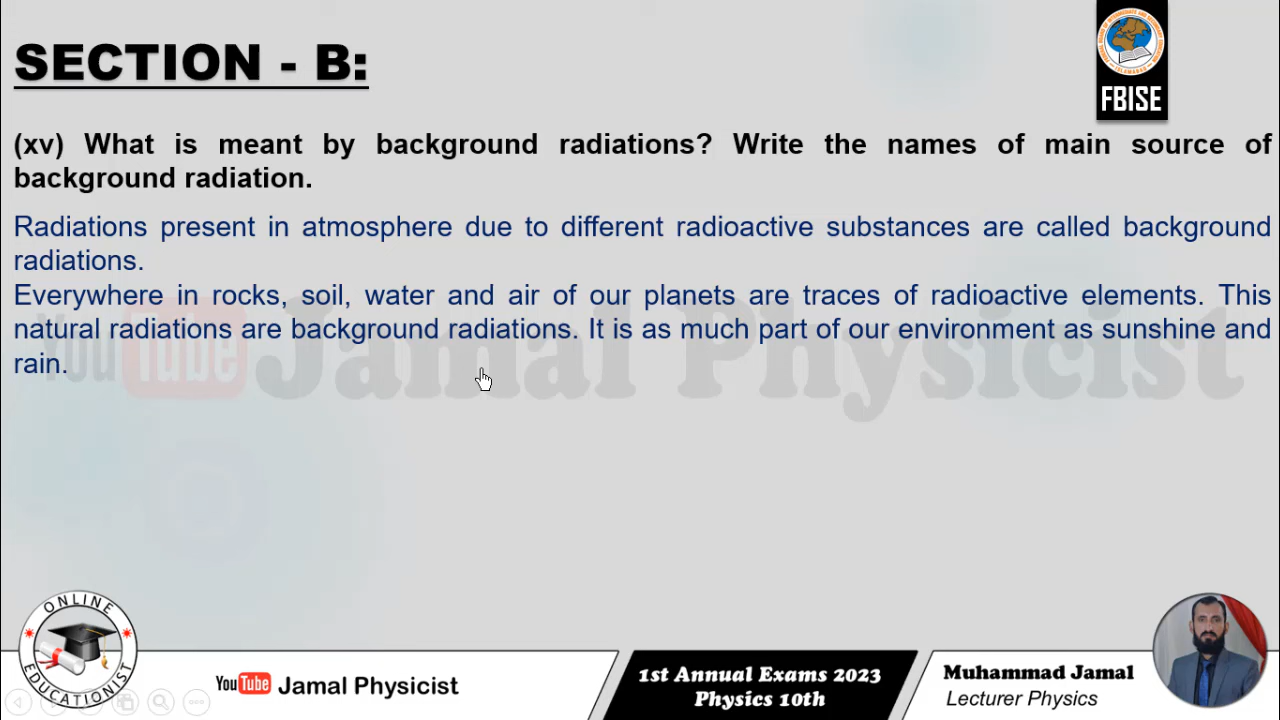 SECTION - B:
FBISE
(xv) What is meant by background radiations? Write the names of main source of
background radiation.
Radiations present in atmosphere due to different radioactive substances are called background
radiations.
Everywhere in rocks, soil, water and air of our planets are traces of radioactive elements. This
natural radiations are background radiations. It is as much part of our environment as sunshine and
rain.
YouTube Jamal Physicist
ONLINE
EDUCATIONIST
YouTube Jamal Physicist
1st Annual Exams 2023
Physics 10th
Muhammad Jamal
Lecturer Physics